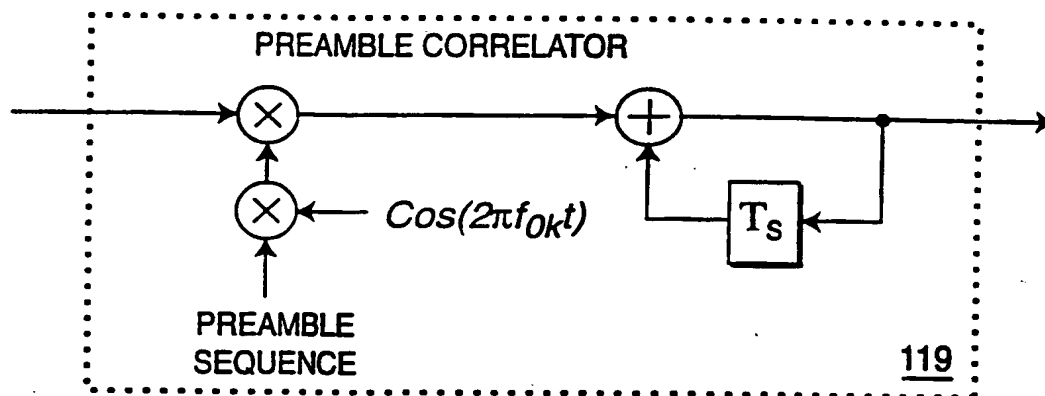 PREAMBLE CORRELATOR
×
+
×
Cos(2πf0kt)
TS
PREAMBLE
SEQUENCE
119